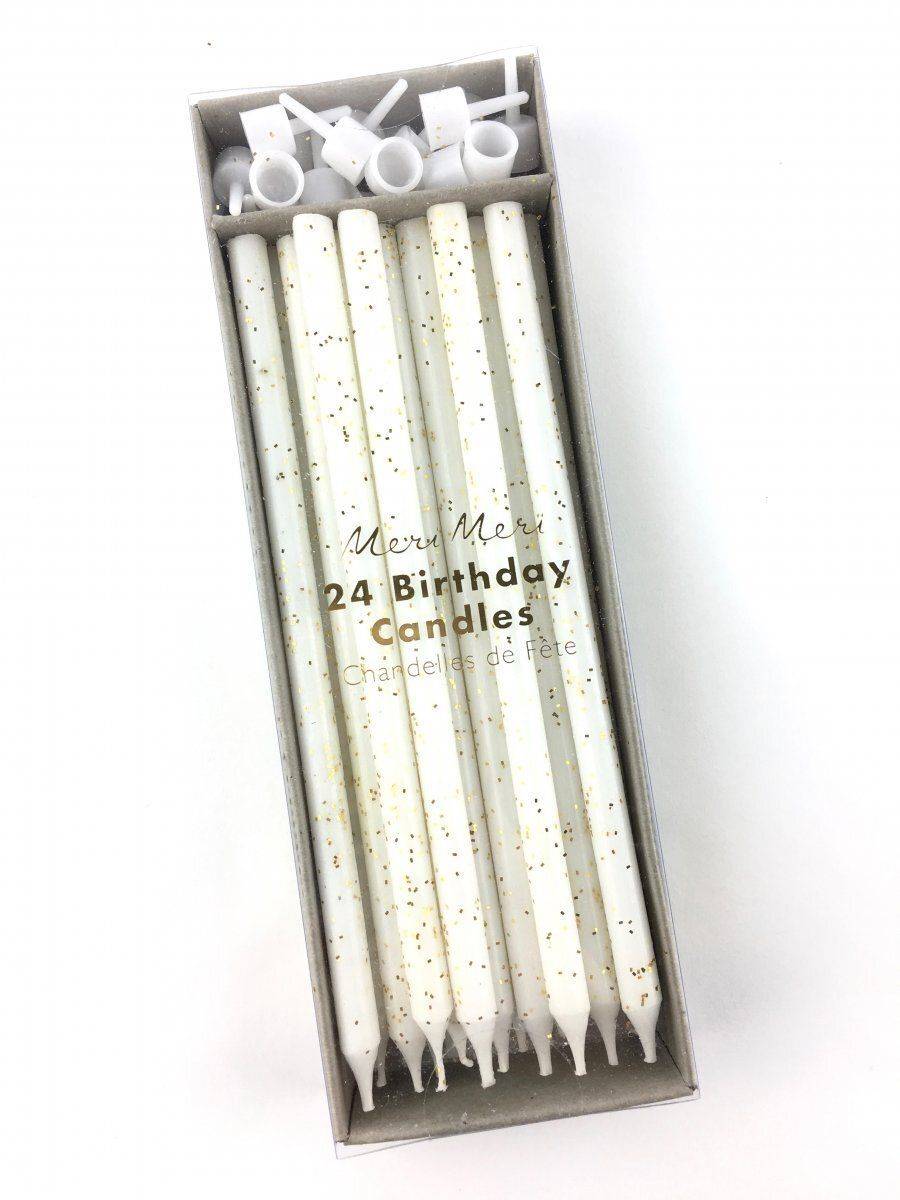 Meri Meri
24 Birthday
Candles
Chandelles de Fête